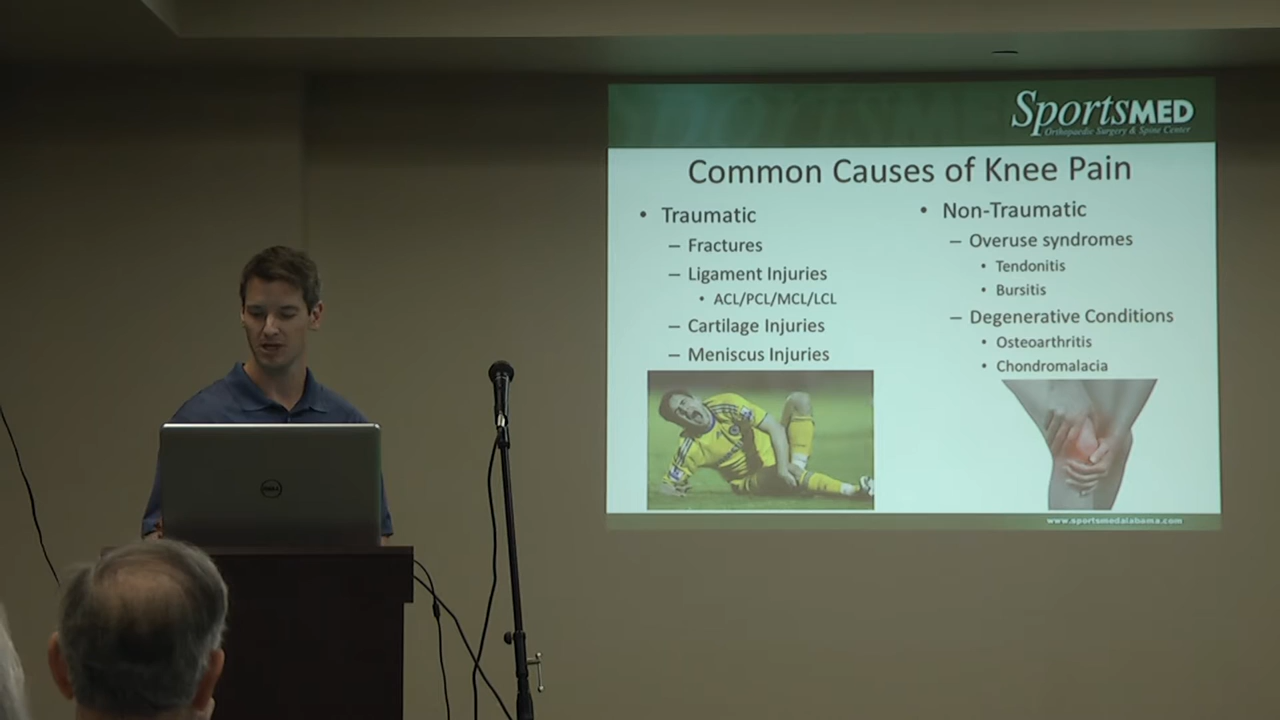 SPORTSMED
Orthopaedic Surgery & Spine Center
Common Causes of Knee Pain
• Traumatic
– Fractures
– Ligament Injuries
• ACL/PCL/MCL/LCL
– Cartilage Injuries
– Meniscus Injuries
• Non-Traumatic
– Overuse syndromes
• Tendonitis
• Bursitis
– Degenerative Conditions
• Osteoarthritis
• Chondromalacia
www.sportsmedalabama.com
DELL